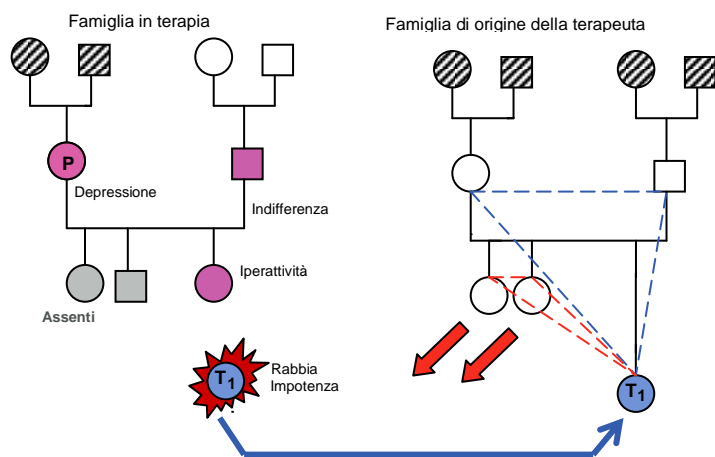 Famiglia in terapia
Famiglia di origine della terapeuta
P
Depressione
Indifferenza
Iperattività
Assenti
T1
Rabbia
Impotenza
T1